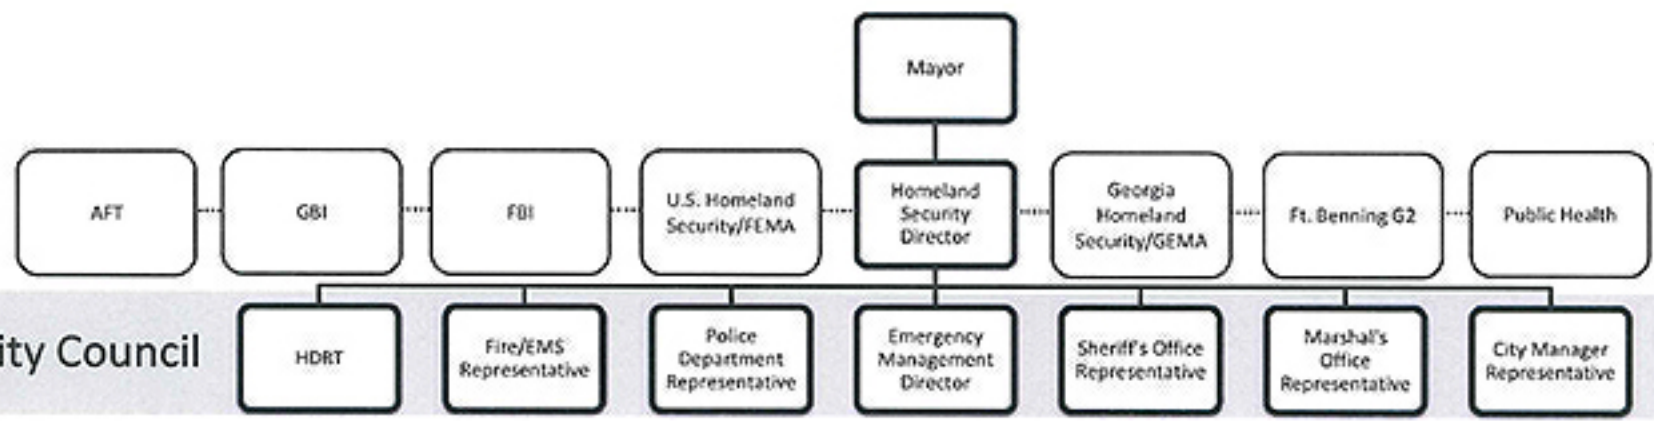 Mayor
AFT
GBI
FBI
U.S. Homeland
Security/FEMA
Homeland
Security
Director
Georgia
Homeland
Security/GEMA
Ft. Benning G2
Public Health
ity Council
HDRT
Fire/EMS
Representative
Police
Department
Representative
Emergency
Management
Director
Sheriff's Office
Representative
Marshal's
Office
Representative
City Manager
Representative